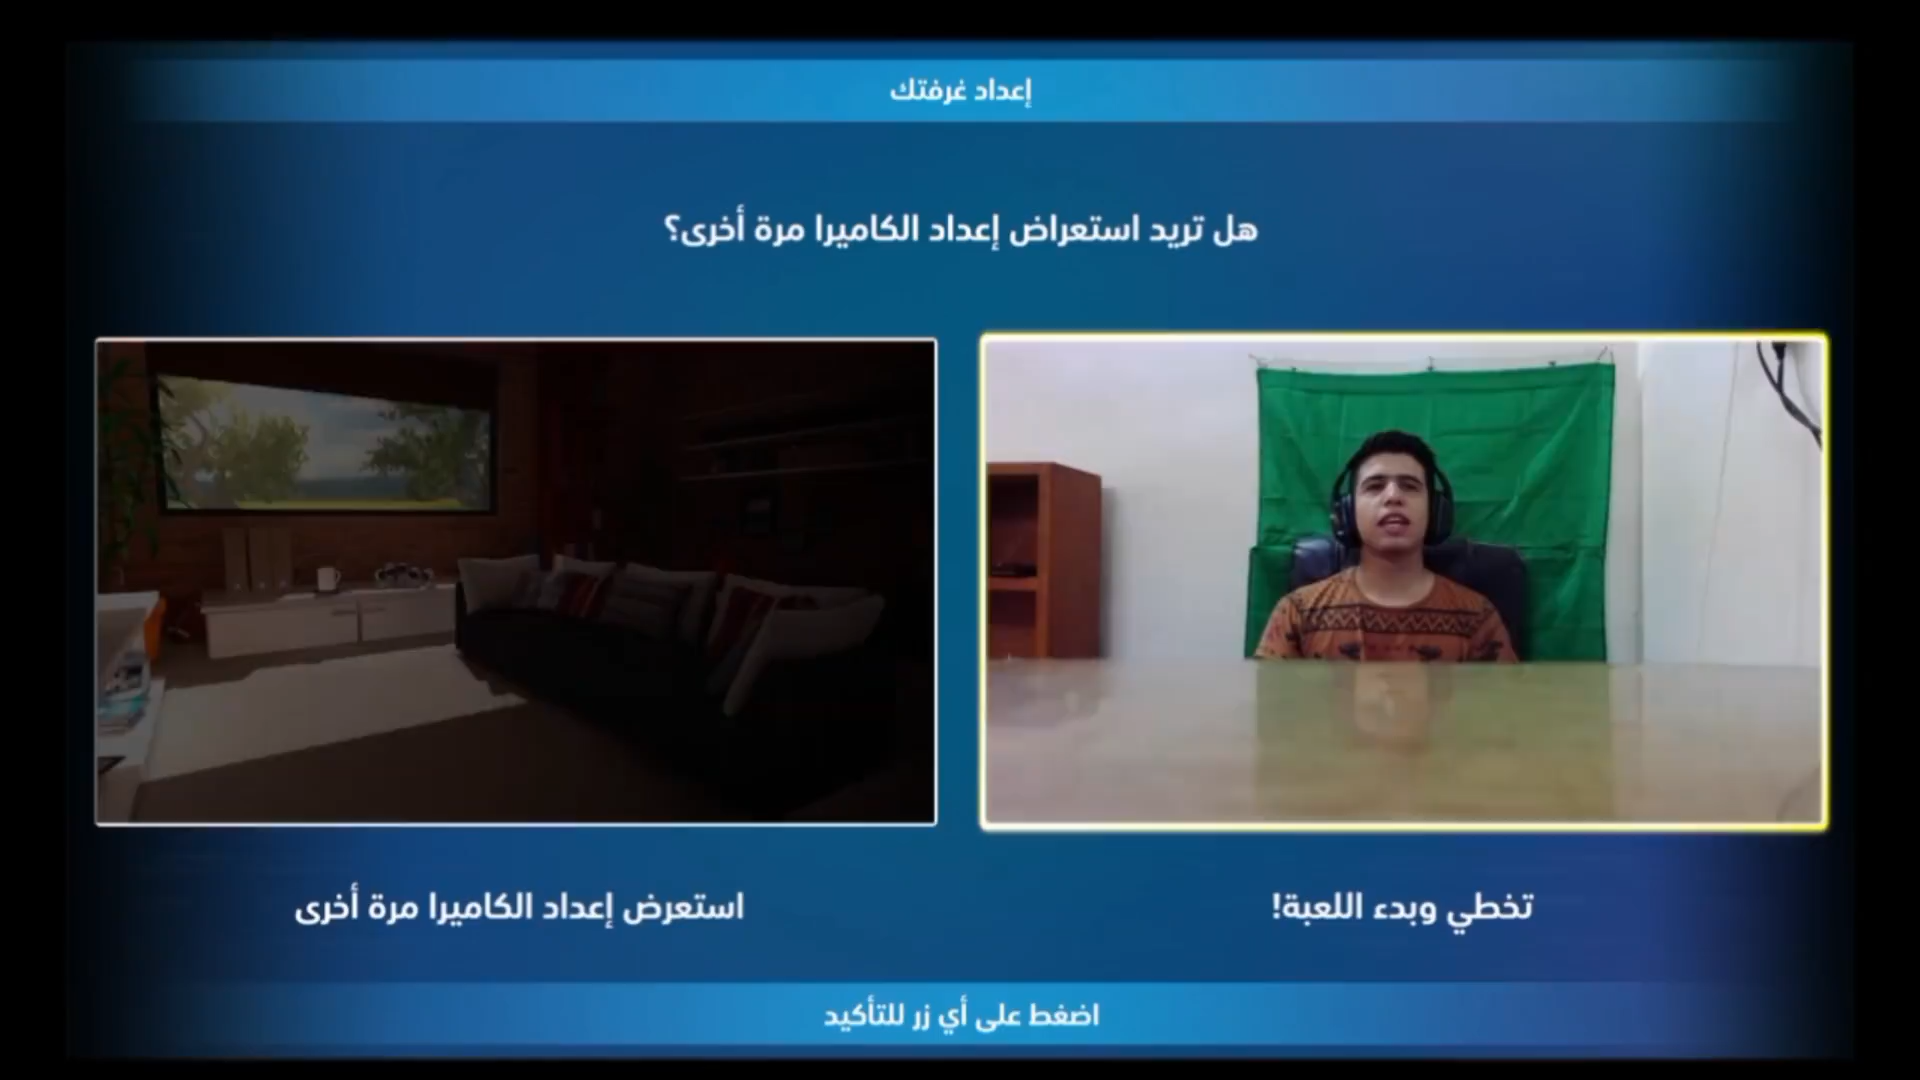 إعداد غرفتك
هل تريد استعراض إعداد الكاميرا مرة أخرى؟
تخطي وبدء اللعبة!
استعرض إعداد الكاميرا مرة أخرى
اضغط على أي زر للتأكيد